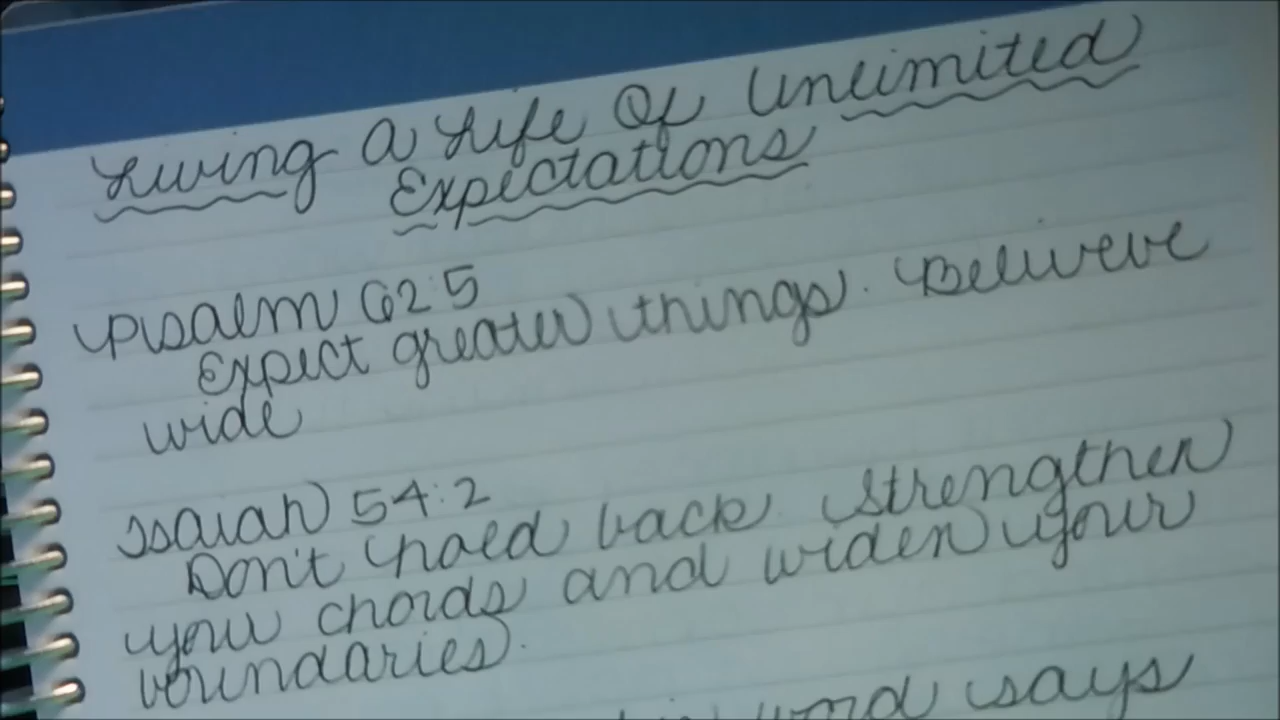 Living A Life Of Unlimited
Expectations
Psalm 62:5
Expect greater things. Believe
wide
Isaiah 54:2
Don't hold back. Strengthen
your chords and widen your
boundaries.
word says